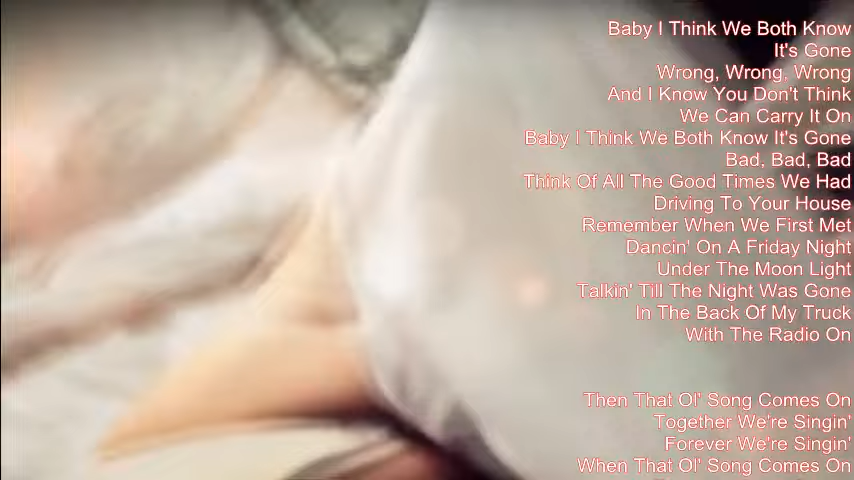 Baby I Think We Both Know
It's Gone
Wrong, Wrong, Wrong
And I Know You Don't Think
We Can Carry It On
Baby I Think We Both Know It's Gone
Bad, Bad, Bad
Think Of All The Good Times We Had
Driving To Your House
Remember When We First Met
Dancin' On A Friday Night
Under The Moon Light
Talkin' Till The Night Was Gone
In The Back Of My Truck
With The Radio On
Then That Ol' Song Comes On
Together We're Singin'
Forever We're Singin'
When That Ol' Song Comes On